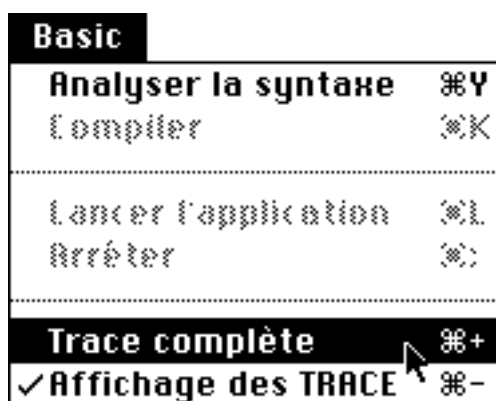 Basic
Analyser la syntaxe ⌘Y
Compiler ⌘K
Lancer l'application ⌘L
Arrêter ⌘:
Trace complète ⌘+
✓Affichage des TRACE ⌘-